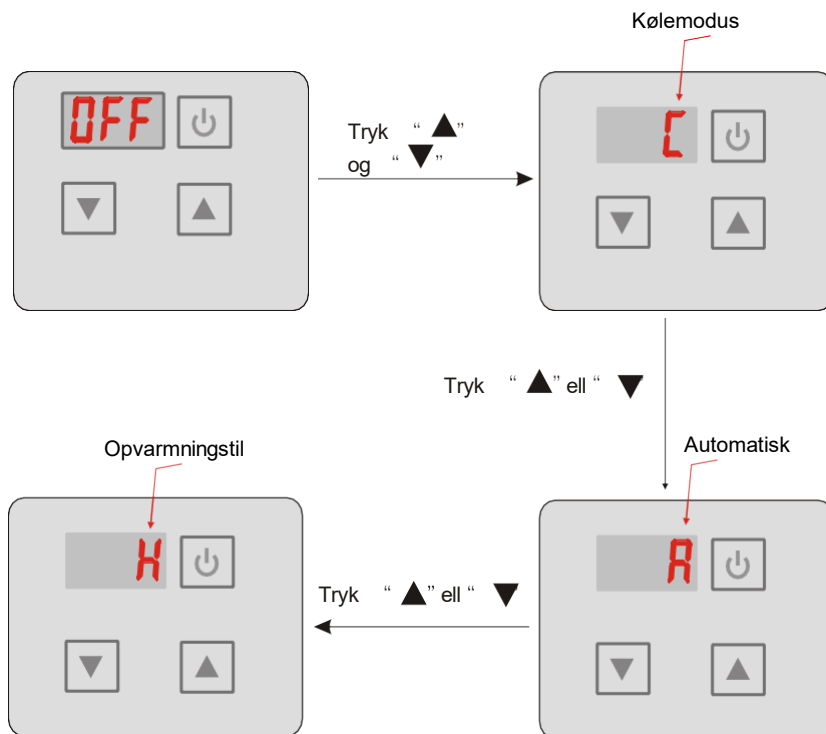 Kølemodus
OFF
Tryk “ ▲”
og “ ▼”
C
Tryk “ ▲” ell “ ▼
Opvarmningstil
Automatisk
H
Tryk “ ▲” ell “ ▼
A